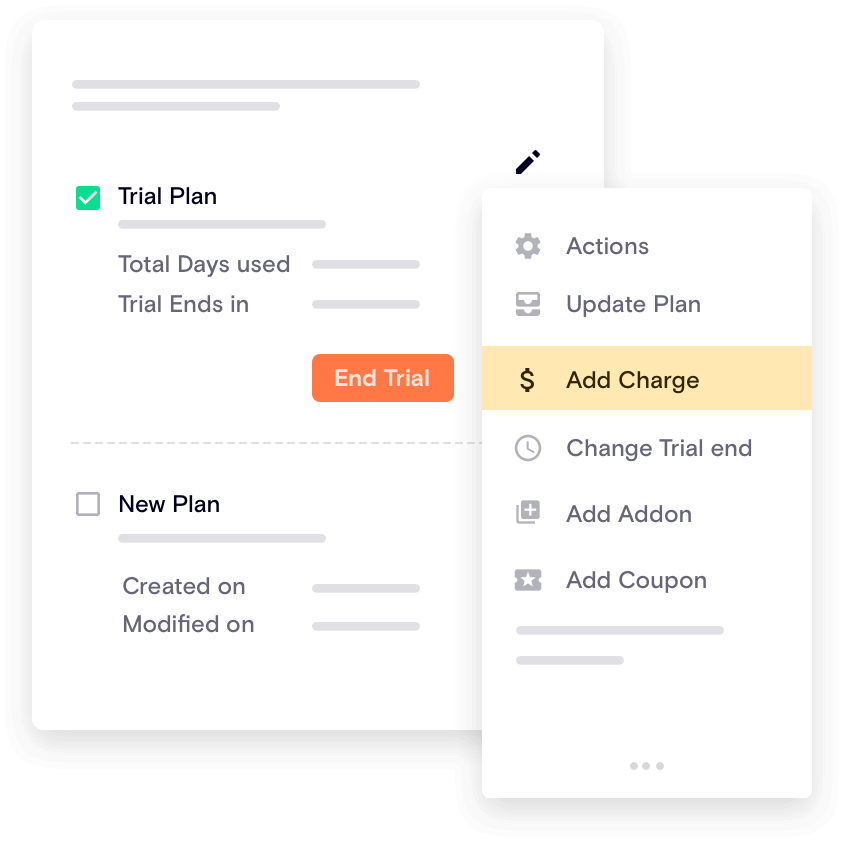 Trial Plan
Total Days used
Trial Ends in
End Trial
New Plan
Created on
Modified on
Actions
Update Plan
$ Add Charge
Change Trial end
Add Addon
Add Coupon